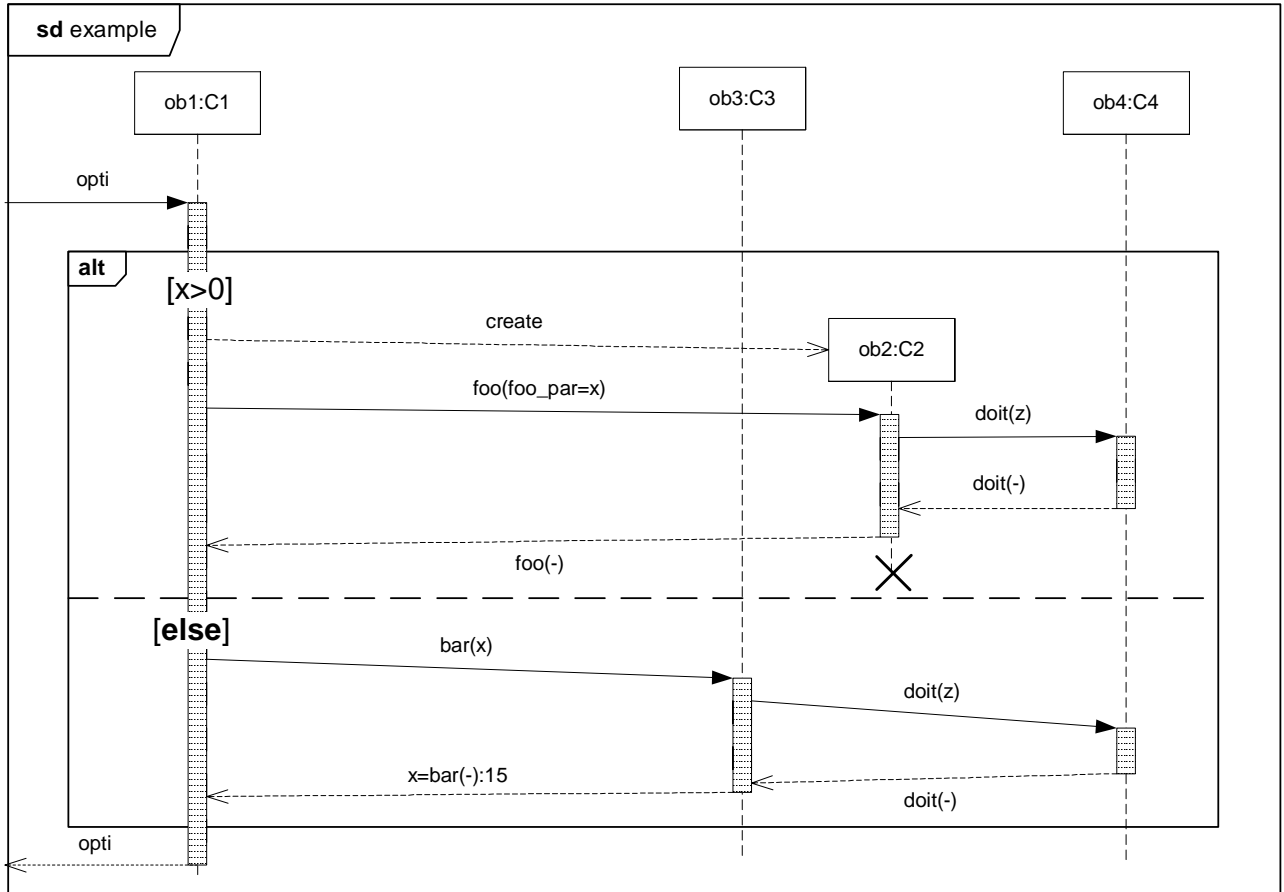 sd example
ob1:C1
ob3:C3
ob4:C4
opti
alt
[x>0]
create
ob2:C2
foo(foo_par=x)
doit(z)
doit(-)
foo(-)
[else]
bar(x)
doit(z)
x=bar(-):15
doit(-)
opti